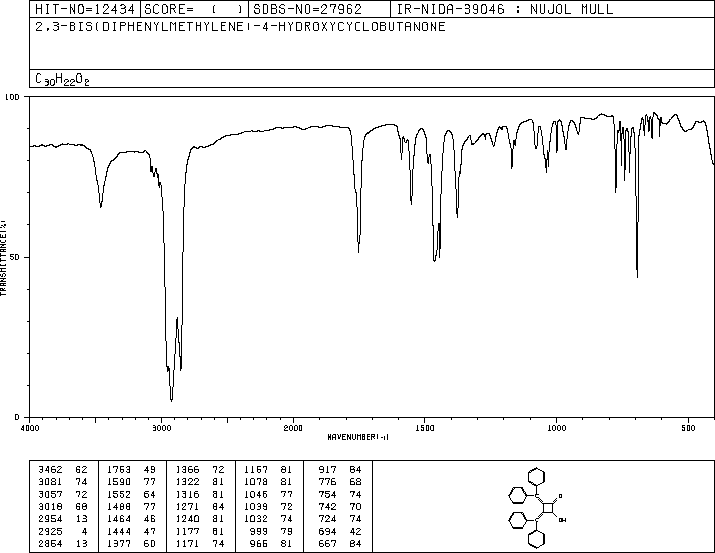 HIT-NO=12434 SCORE= ( ) SDBS-NO=27962 IR-NIDA-39046 : NUJOL MULL
2,3-BIS(DIPHENYLMETHYLENE)-4-HYDROXYCYCLOBUTANONE
C30H22O2
100
50
0
TRANSMITTANCE(%)
4000 3000 2000 1500 1000 500
WAVENUMBER(-1)
3462 62 1763 49 1366 72 1167 81 917 84
3081 74 1590 77 1322 81 1078 81 776 68
3057 72 1552 64 1316 81 1046 77 754 74
3018 68 1488 77 1271 84 1039 72 742 70
2954 13 1464 46 1240 81 1032 74 724 74
2925 4 1444 47 1177 81 999 79 694 42
2854 13 1377 60 1171 74 966 81 667 84
O
OH